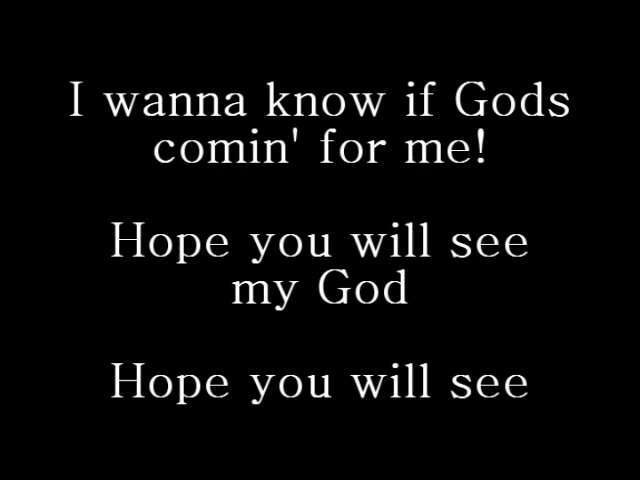 I wanna know if Gods
comin' for me!
Hope you will see
my God
Hope you will see